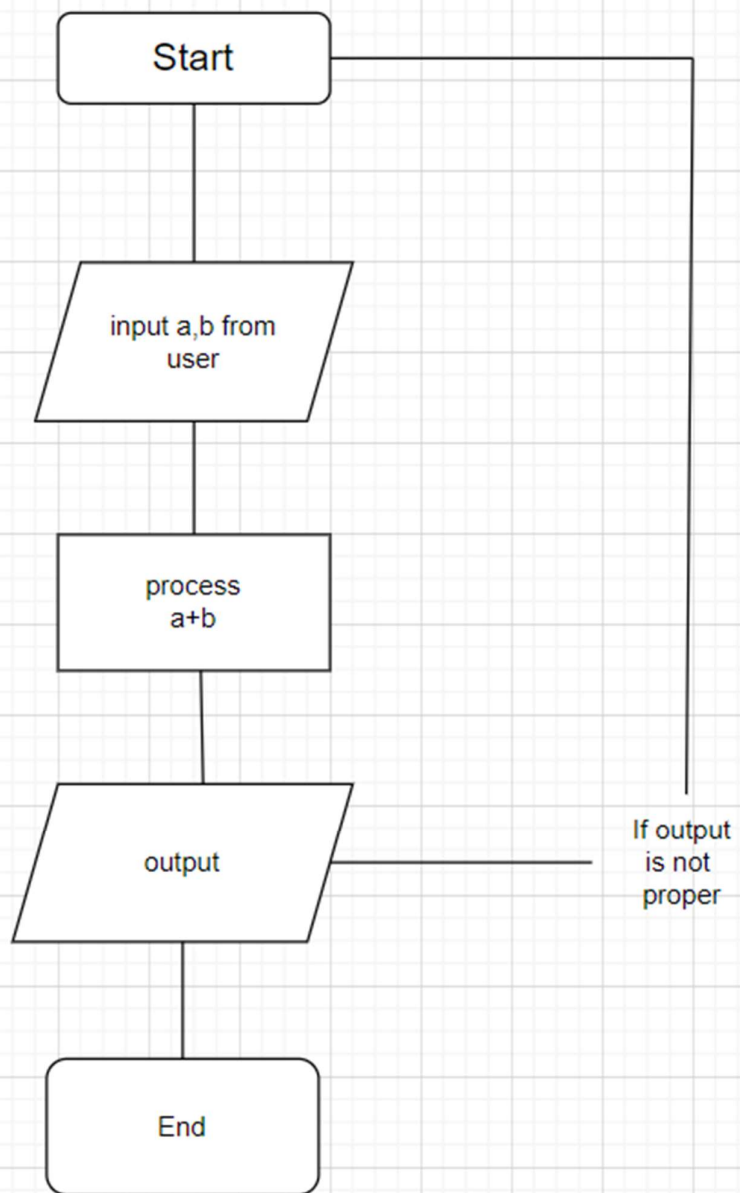 Start
input a,b from
user
process
a+b
output
If output
is not
proper
End